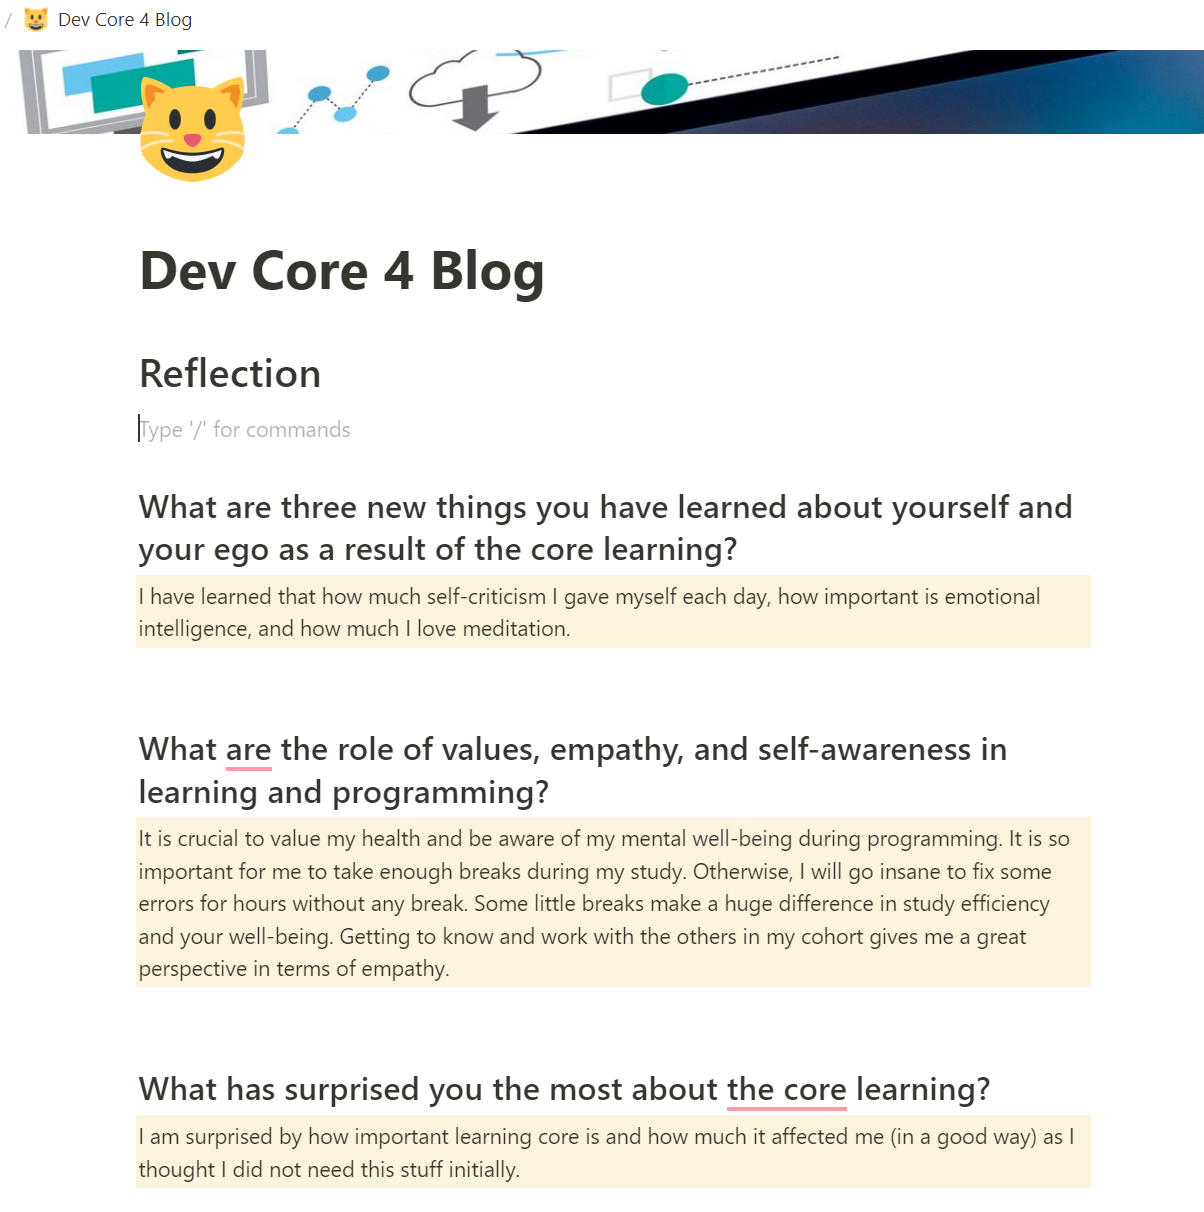 / Dev Core 4 Blog
Dev Core 4 Blog
Reflection
Type '/' for commands
What are three new things you have learned about yourself and
your ego as a result of the core learning?
I have learned that how much self-criticism I gave myself each day, how important is emotional
intelligence, and how much I love meditation.
What are the role of values, empathy, and self-awareness in
learning and programming?
It is crucial to value my health and be aware of my mental well-being during programming. It is so
important for me to take enough breaks during my study. Otherwise, I will go insane to fix some
errors for hours without any break. Some little breaks make a huge difference in study efficiency
and your well-being. Getting to know and work with the others in my cohort gives me a great
perspective in terms of empathy.
What has surprised you the most about the core learning?
I am surprised by how important learning core is and how much it affected me (in a good way) as I
thought I did not need this stuff initially.